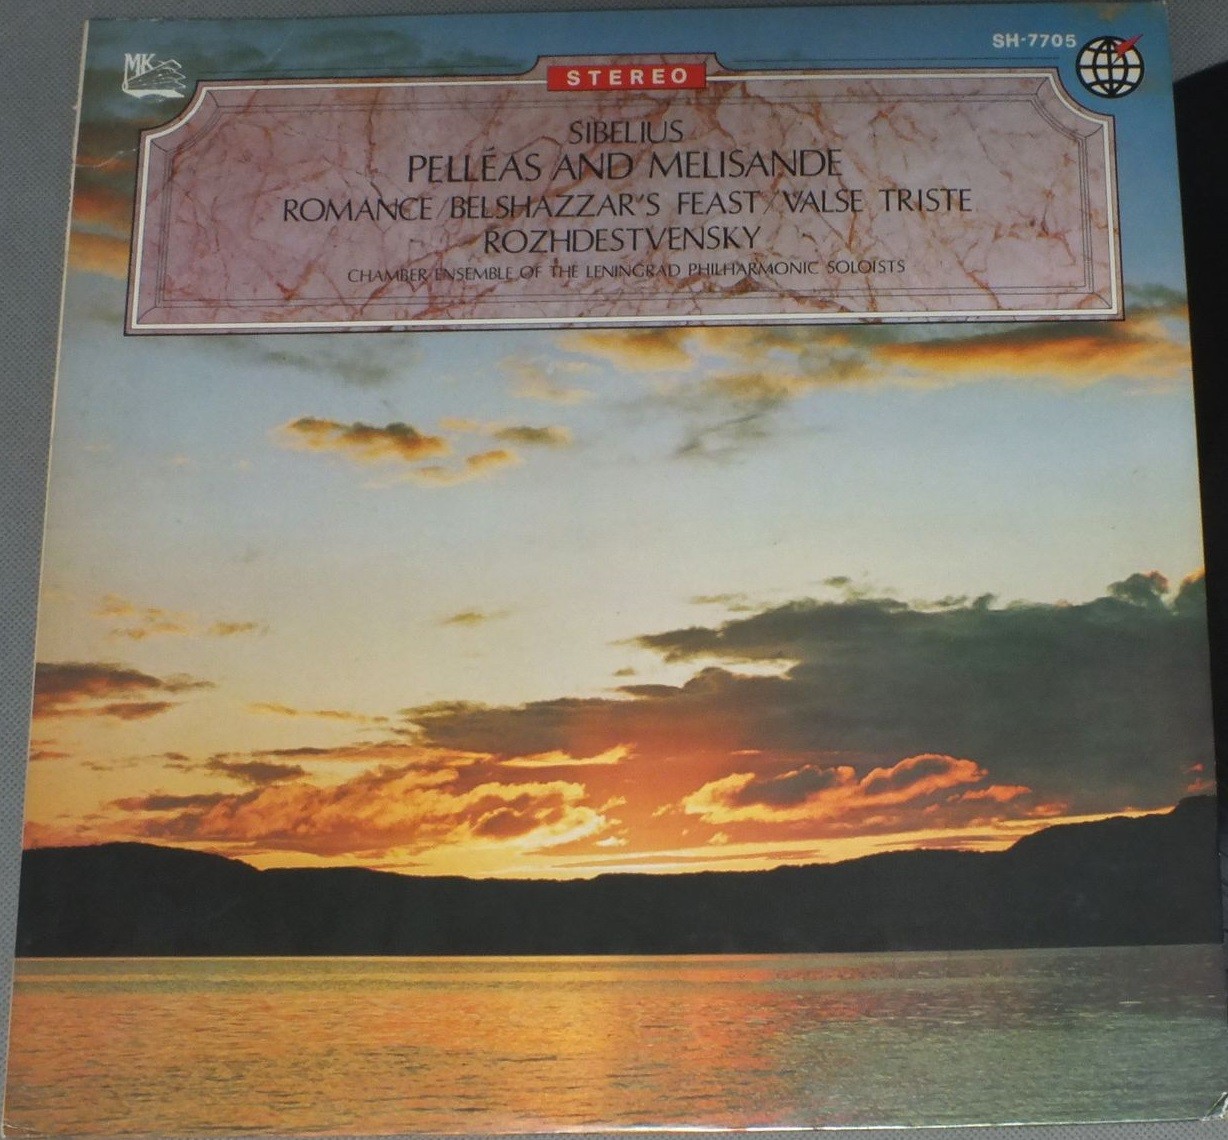 MK
SH-7705
STEREO
SIBELIUS
PELLÉAS AND MELISANDE
ROMANCE/BELSHAZZAR'S FEAST/VALSE TRISTE
ROZHDESTVENSKY
CHAMBER ENSEMBLE OF THE LENINGRAD PHILHARMONIC SOLOISTS